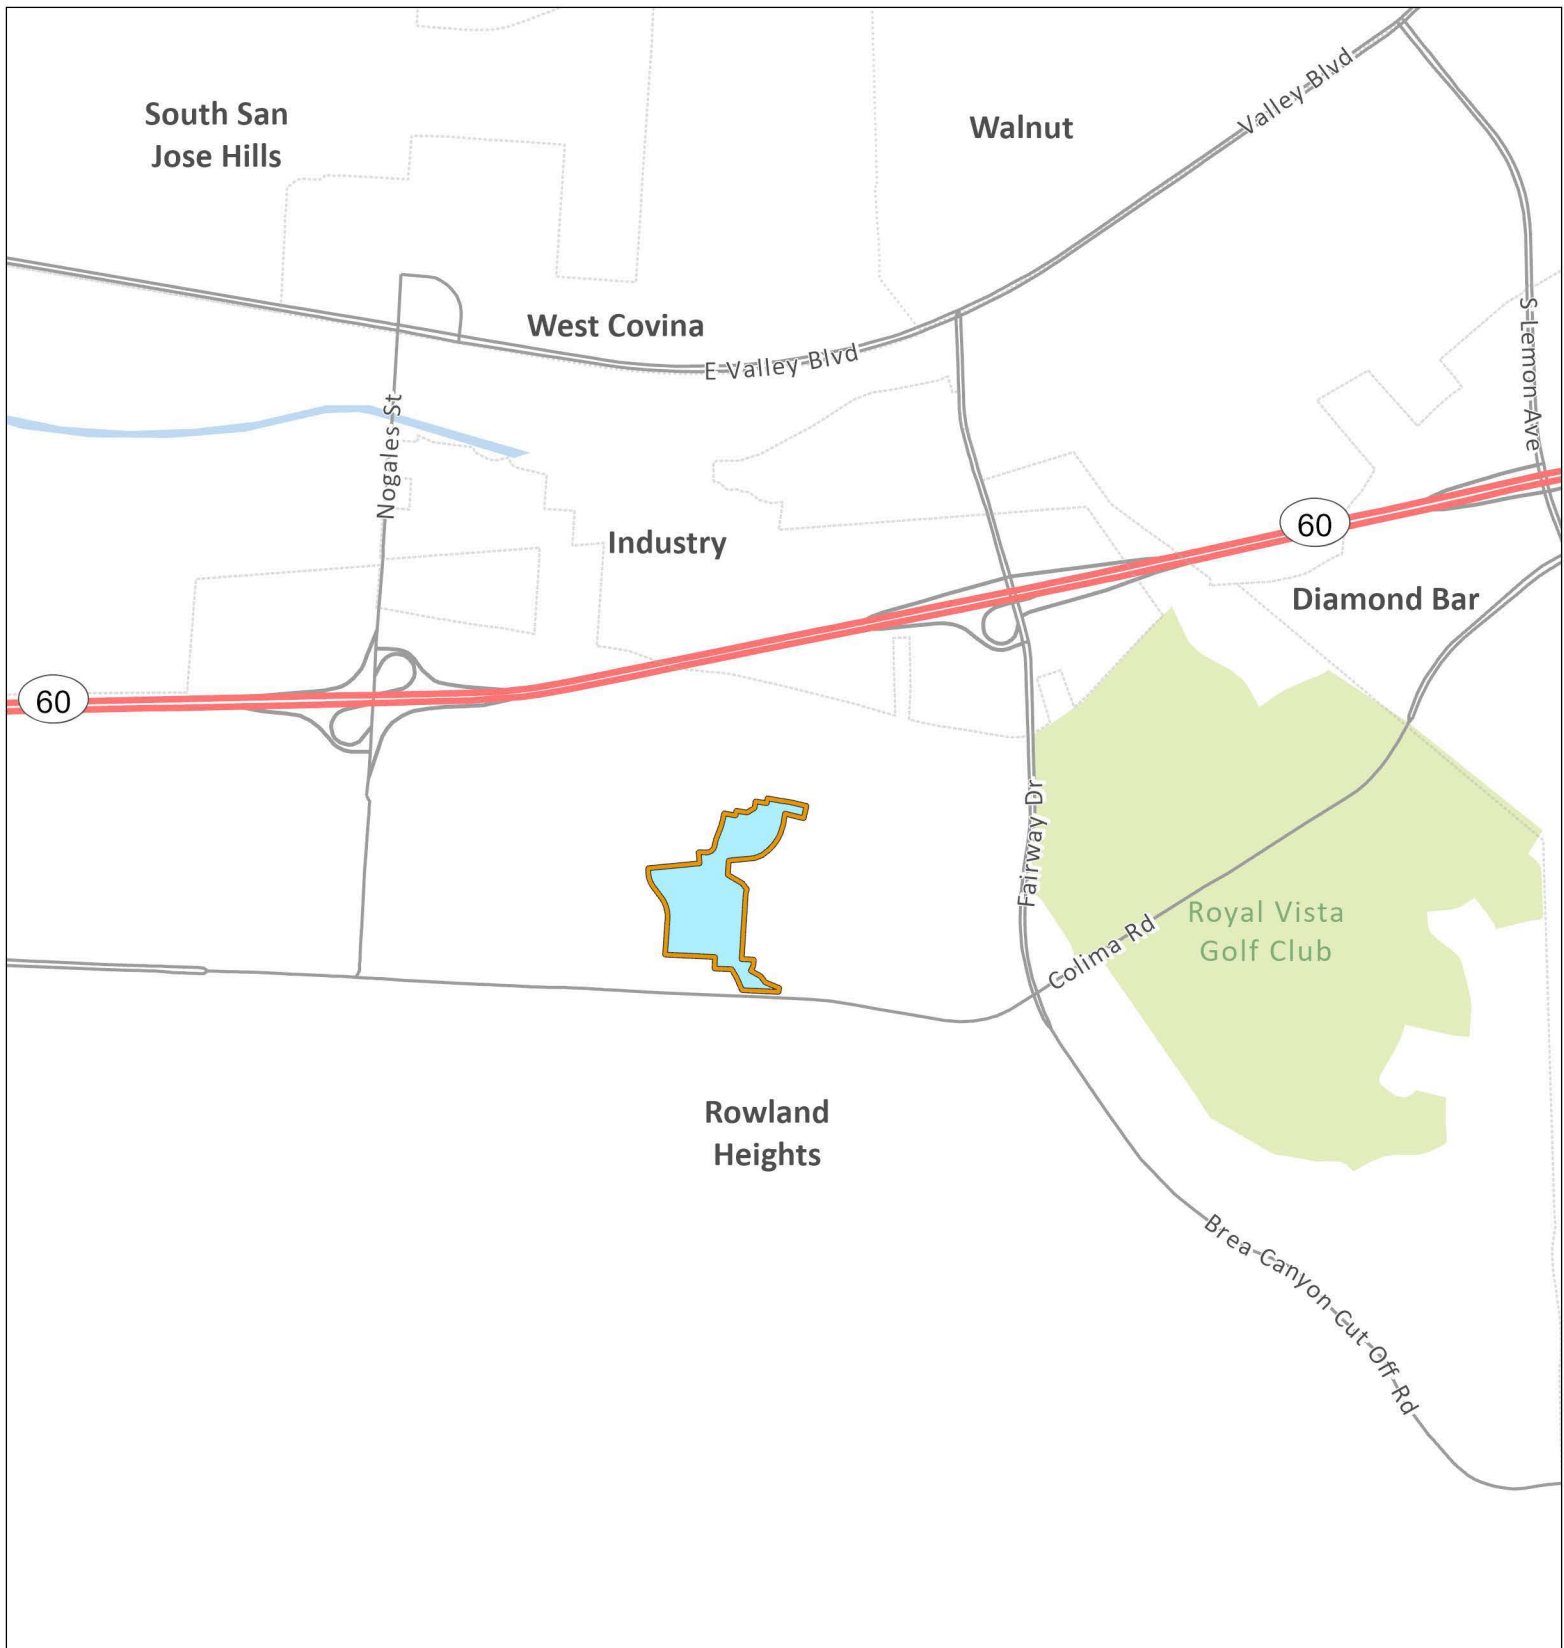 South San
Jose Hills
Walnut
Valley Blvd
West Covina
E Valley Blvd
S Lemon Ave
Nogales St
60
Industry
Diamond Bar
60
Fairway Dr
Royal Vista
Golf Club
Colima Rd
Rowland
Heights
Brea Canyon Cut Off Rd